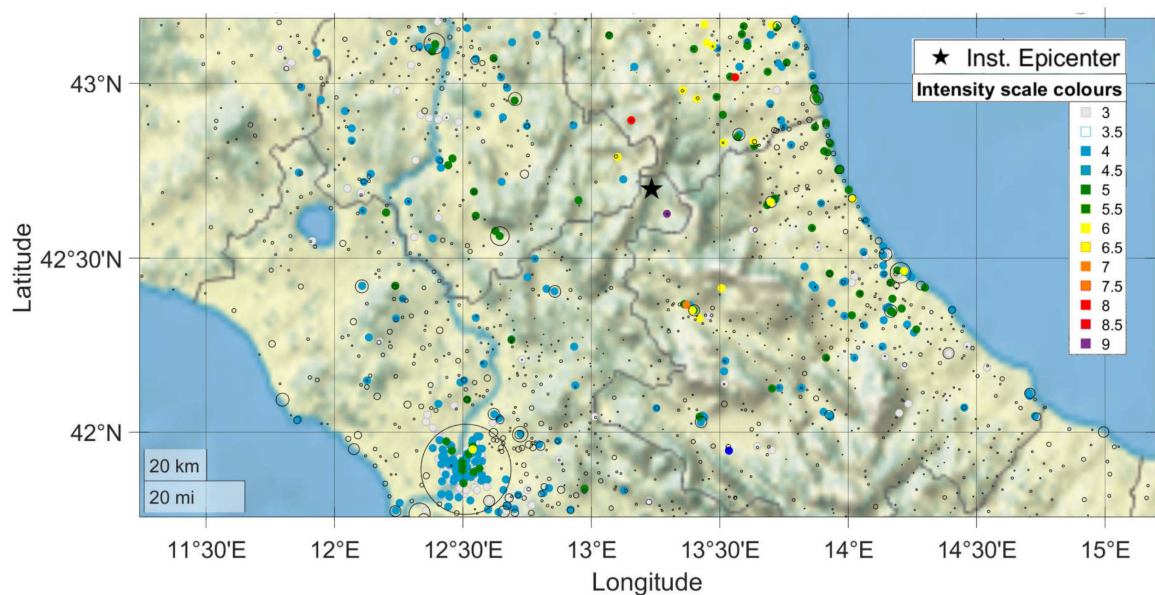 ★ Inst. Epicenter
Intensity scale colours
3
3.5
4
4.5
5
5.5
6
6.5
7
7.5
8
8.5
9
43°N
42°30'N
42°N
Latitude
20 km
20 mi
11°30'E 12°E 12°30'E 13°E 13°30'E 14°E 14°30'E 15°E
Longitude